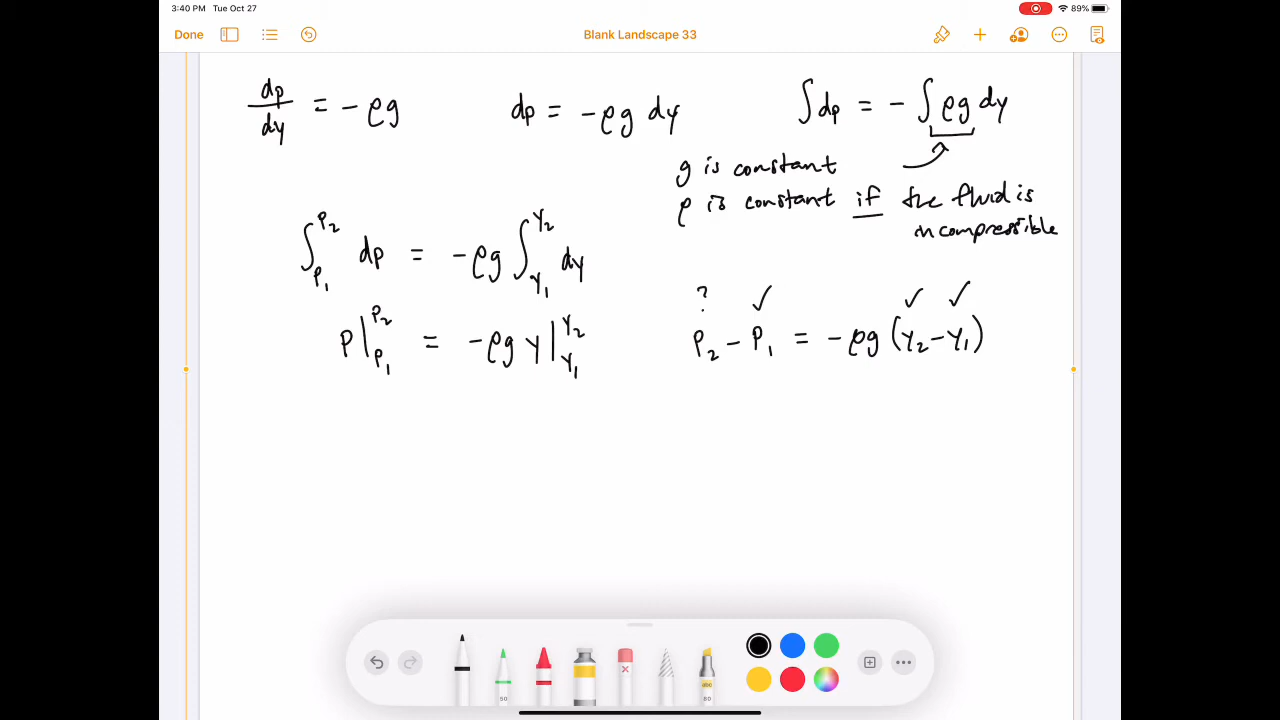 3:40 PM Tue Oct 27
89%
Done
Blank Landscape 33
dp/dy = -ρg
dp = -ρg dy
∫dp = -∫ρg dy
g is constant
ρ is constant if the fluid is
incompressible
∫_{P₁}^{P₂} dp = -ρg ∫_{Y₁}^{Y₂} dy
? ✓ ✓ ✓
P|_{P₁}^{P₂} = -ρg y|_{Y₁}^{Y₂}
P₂ - P₁ = -ρg (Y₂ - Y₁)
50
80